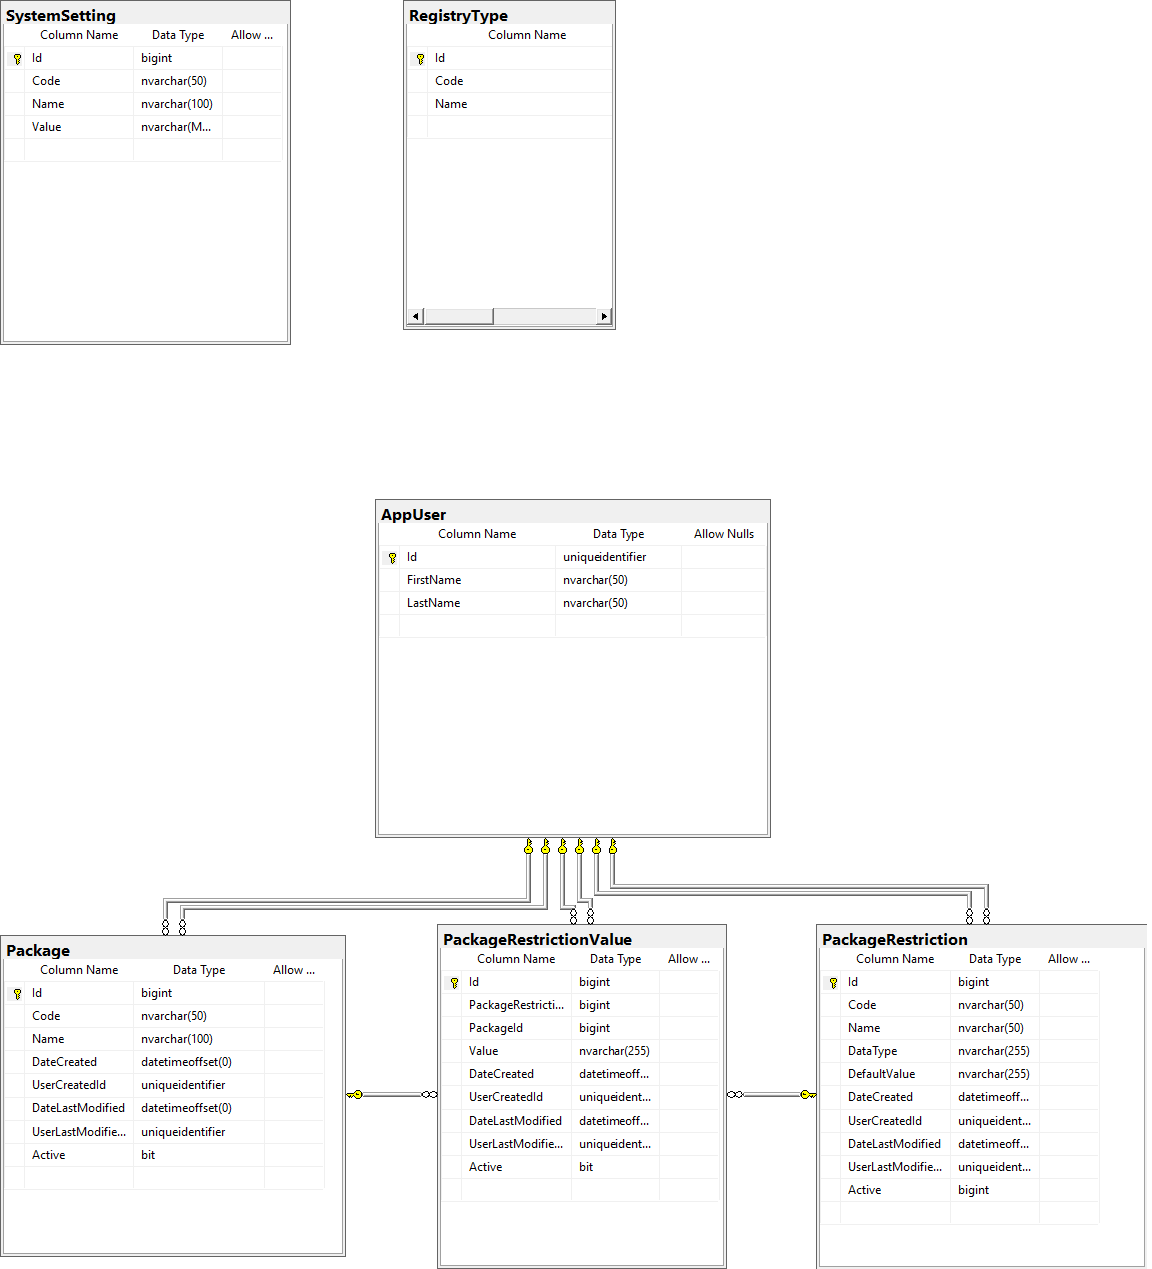 SystemSetting
Column Name Data Type Allow ...
Id bigint
Code nvarchar(50)
Name nvarchar(100)
Value nvarchar(M...
RegistryType
Column Name
Id
Code
Name
AppUser
Column Name Data Type Allow Nulls
Id uniqueidentifier
FirstName nvarchar(50)
LastName nvarchar(50)
Package
Column Name Data Type Allow ...
Id bigint
Code nvarchar(50)
Name nvarchar(100)
DateCreated datetimeoffset(0)
UserCreatedId uniqueidentifier
DateLastModified datetimeoffset(0)
UserLastModifie... uniqueidentifier
Active bit
PackageRestrictionValue
Column Name Data Type Allow ...
Id bigint
PackageRestricti... bigint
PackageId bigint
Value nvarchar(255)
DateCreated datetimeoff...
UserCreatedId uniqueident...
DateLastModified datetimeoff...
UserLastModifie... uniqueident...
Active bit
PackageRestriction
Column Name Data Type Allow ...
Id bigint
Code nvarchar(50)
Name nvarchar(50)
DataType nvarchar(255)
DefaultValue nvarchar(255)
DateCreated datetimeoff...
UserCreatedId uniqueident...
DateLastModified datetimeoff...
UserLastModifie... uniqueident...
Active bigint